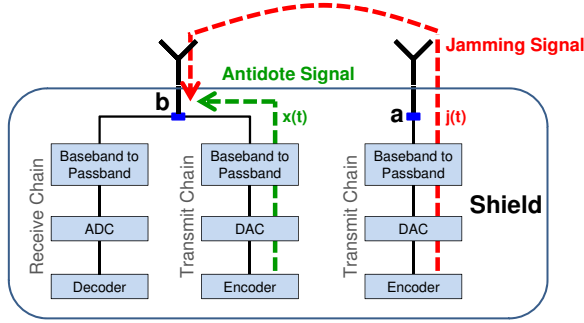 Jamming Signal
Antidote Signal
b
a
x(t)
j(t)
Receive Chain
Baseband to
Passband
ADC
Decoder
Transmit Chain
Baseband to
Passband
DAC
Encoder
Transmit Chain
Baseband to
Passband
DAC
Encoder
Shield